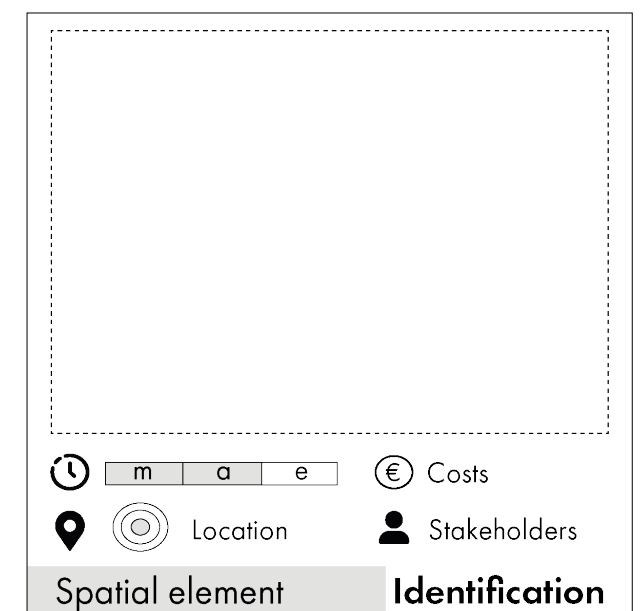 m a e € Costs
Location Stakeholders
Spatial element Identification